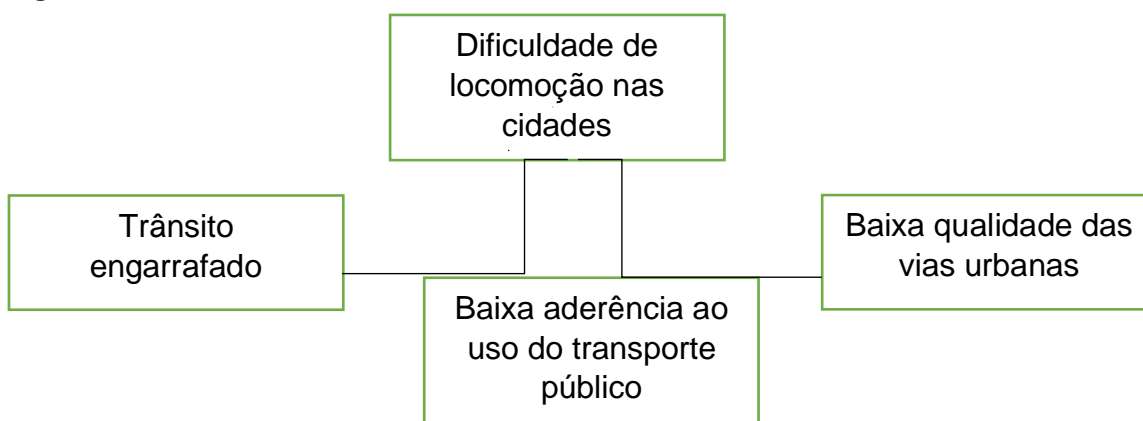 Dificuldade de
locomoção nas
cidades
Trânsito
engarrafado
Baixa qualidade das
vias urbanas
Baixa aderência ao
uso do transporte
público